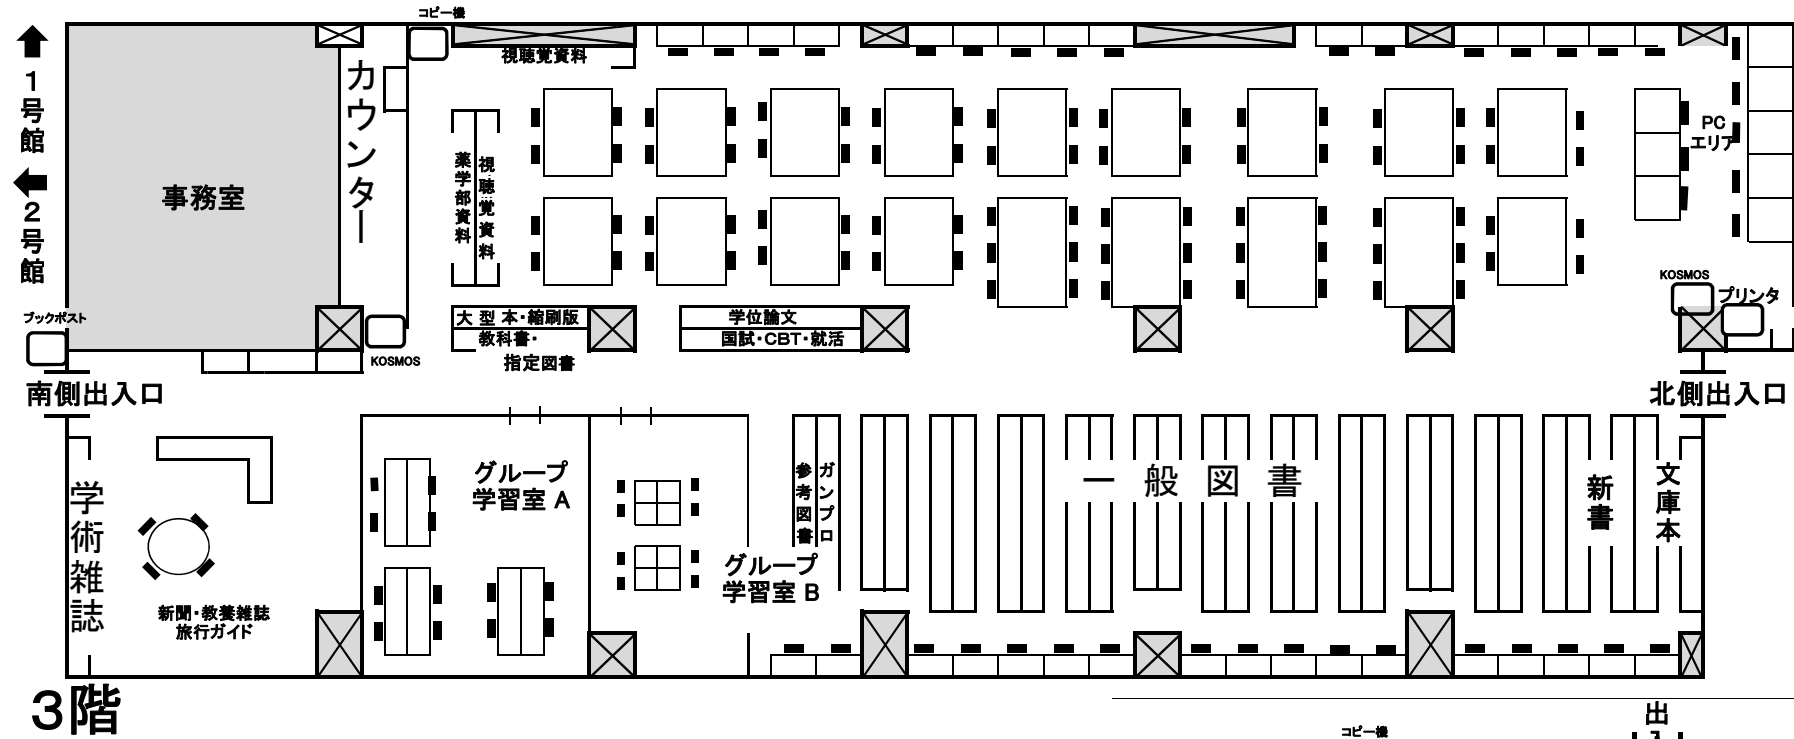 コピー機
1号館
2号館
事務室
カウンター
視聴覚資料
薬学部資料
視聴覚資料
PC
エリア
KOSMOS
プリンタ
ブックポスト
KOSMOS
大型本・縮刷版
教科書・
指定図書
学位論文
国試・CBT・就活
南側出入口
北側出入口
学術雑誌
新聞・教養雑誌
旅行ガイド
グループ
学習室 A
グループ
学習室 B
参考図書
ガンプロ
一般図書
新書
文庫本
3階
コピー機
出入